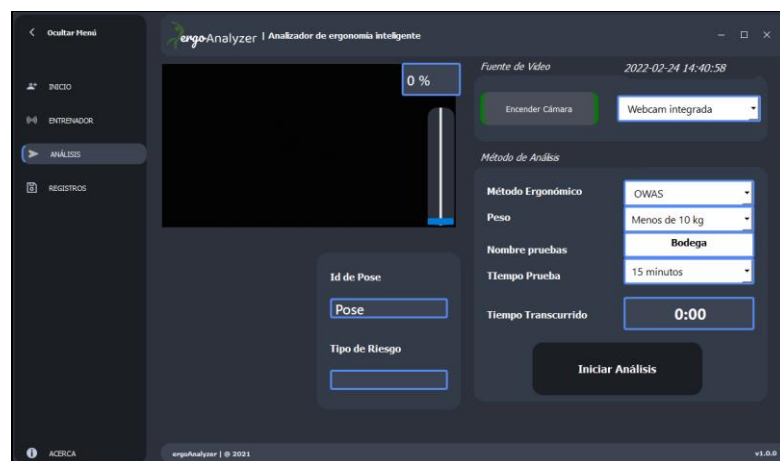 Ocultar Menú
ergoAnalyzer | Analizador de ergonomía inteligente
INICIO
ENTRENADOR
ANÁLISIS
REGISTROS
ACERCA
0 %
Id de Pose
Pose
Tipo de Riesgo
Fuente de Video 2022-02-24 14:40:58
Encender Cámara Webcam integrada
Método de Análisis
Método Ergonómico OWAS
Peso Menos de 10 kg
Nombre pruebas Bodega
TIempo Prueba 15 minutos
Tiempo Transcurrido 0:00
Iniciar Análisis
ergoAnalyzer | @ 2021 v1.0.0